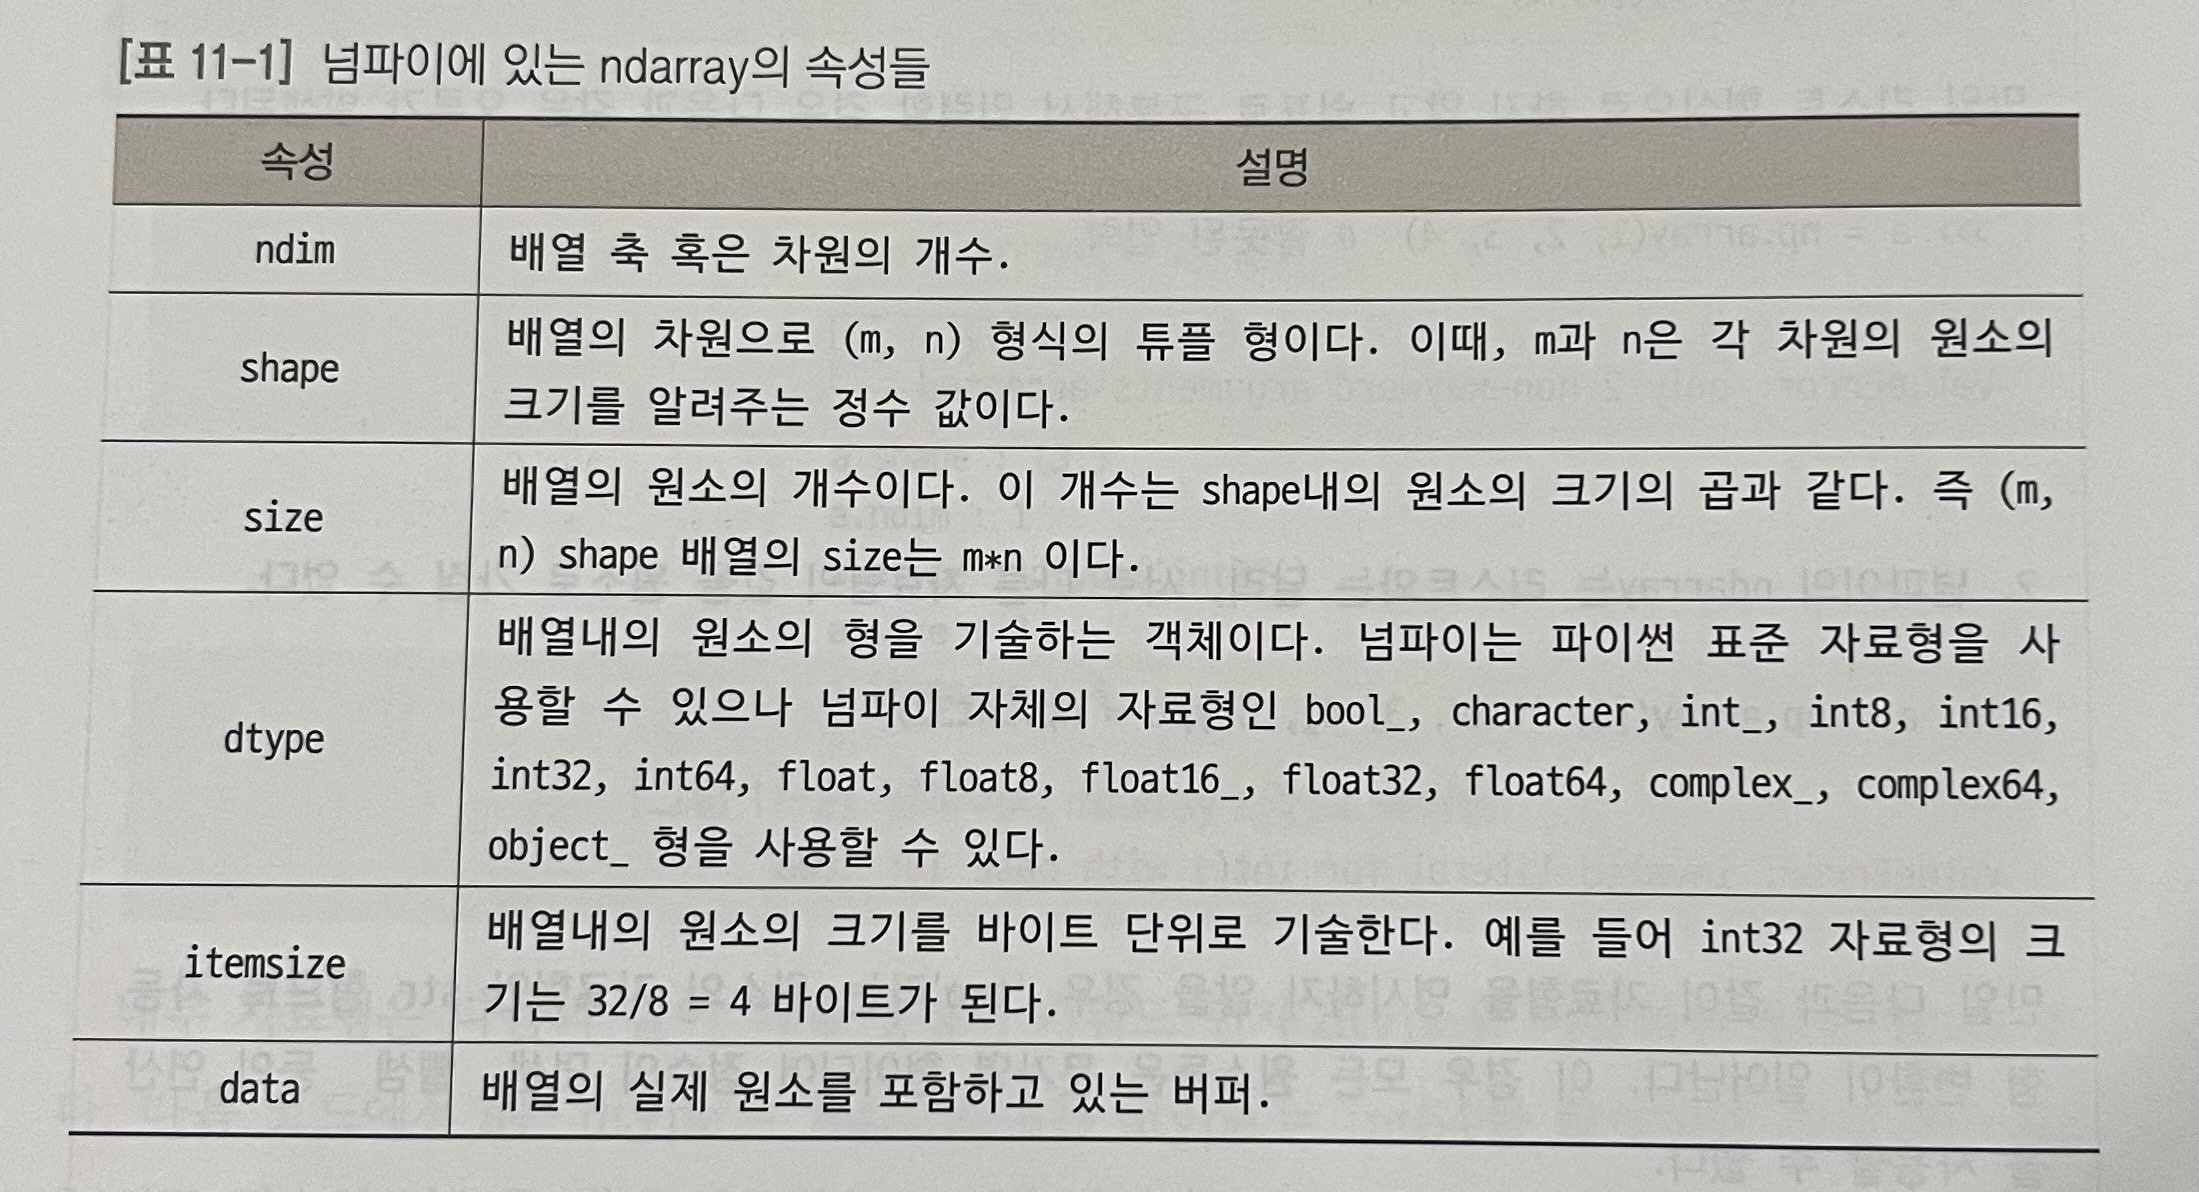 [표 11-1] 넘파이에 있는 ndarray의 속성들
속성 설명
ndim 배열 축 혹은 차원의 개수.
shape 배열의 차원으로 (m, n) 형식의 튜플 형이다. 이때, m과 n은 각 차원의 원소의
크기를 알려주는 정수 값이다.
size 배열의 원소의 개수이다. 이 개수는 shape내의 원소의 크기의 곱과 같다. 즉 (m,
n) shape 배열의 size는 m*n 이다.
dtype 배열내의 원소의 형을 기술하는 객체이다. 넘파이는 파이썬 표준 자료형을 사
용할 수 있으나 넘파이 자체의 자료형인 bool_, character, int_, int8, int16,
int32, int64, float, float8, float16_, float32, float64, complex_, complex64,
object_ 형을 사용할 수 있다.
itemsize 배열내의 원소의 크기를 바이트 단위로 기술한다. 예를 들어 int32 자료형의 크
기는 32/8 = 4 바이트가 된다.
data 배열의 실제 원소를 포함하고 있는 버퍼.